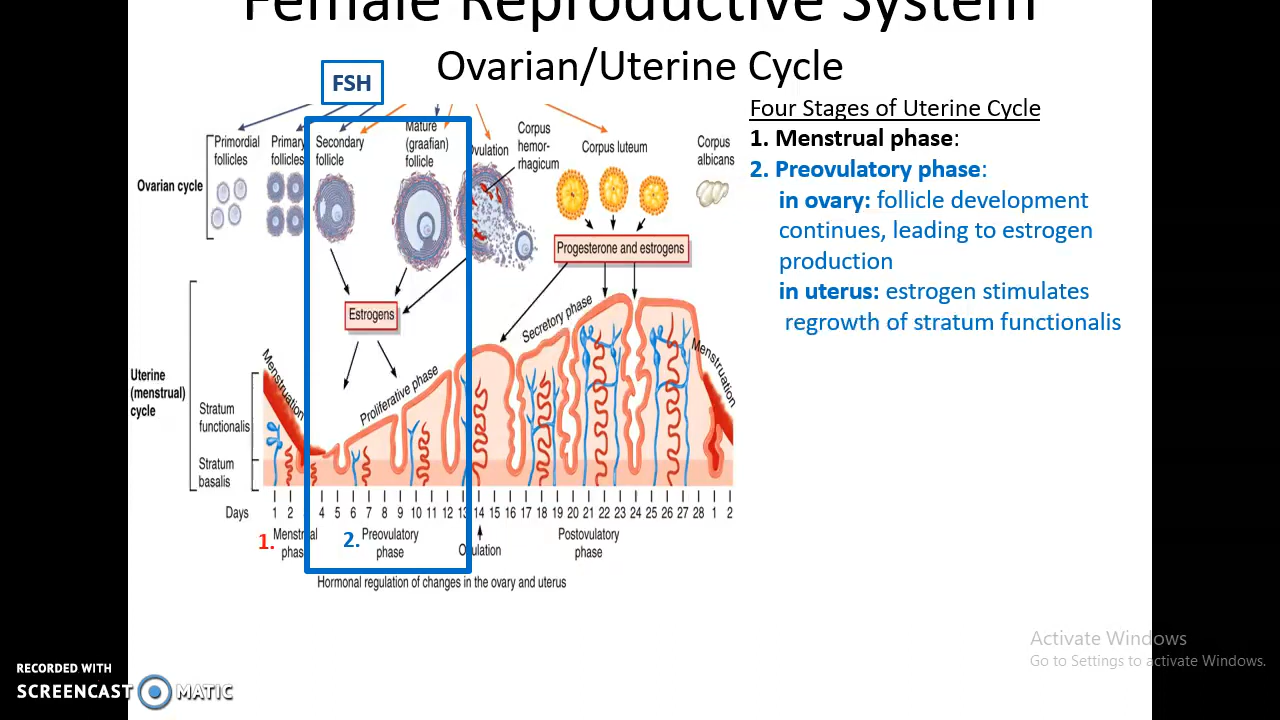 Female Reproductive System
Ovarian/Uterine Cycle
FSH
Four Stages of Uterine Cycle
1. Menstrual phase:
2. Preovulatory phase:
in ovary: follicle development
continues, leading to estrogen
production
in uterus: estrogen stimulates
regrowth of stratum functionalis
Primordial
follicles
Primary
follicles
Secondary
follicle
Mature
(graafian)
follicle
Ovulation
Corpus
hemor-
rhagicum
Corpus luteum
Corpus
albicans
Ovarian cycle
Progesterone and estrogens
Estrogens
Uterine
(menstrual)
cycle
Stratum
functionalis
Stratum
basalis
Menstruation
Proliferative phase
Secretory phase
Menstruation
Days 1 2 4 5 6 7 8 9 10 11 12 13 14 15 16 17 18 19 20 21 22 23 24 25 26 27 28 1 2
1. Menstrual
phase
2. Preovulatory
phase
Ovulation
Postovulatory
phase
Hormonal regulation of changes in the ovary and uterus
Activate Windows
Go to Settings to activate Windows.
RECORDED WITH
SCREENCAST MATIC